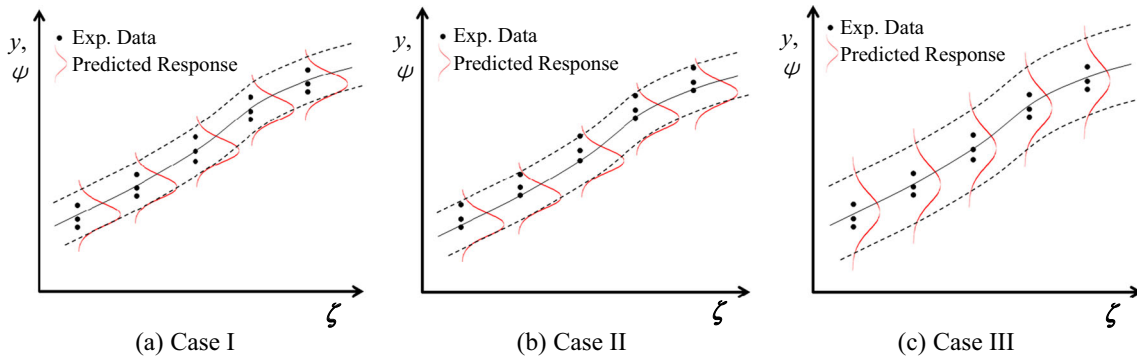 y,
ψ
Exp. Data
Predicted Response
ζ
(a) Case I
y,
ψ
Exp. Data
Predicted Response
ζ
(b) Case II
y,
ψ
Exp. Data
Predicted Response
ζ
(c) Case III